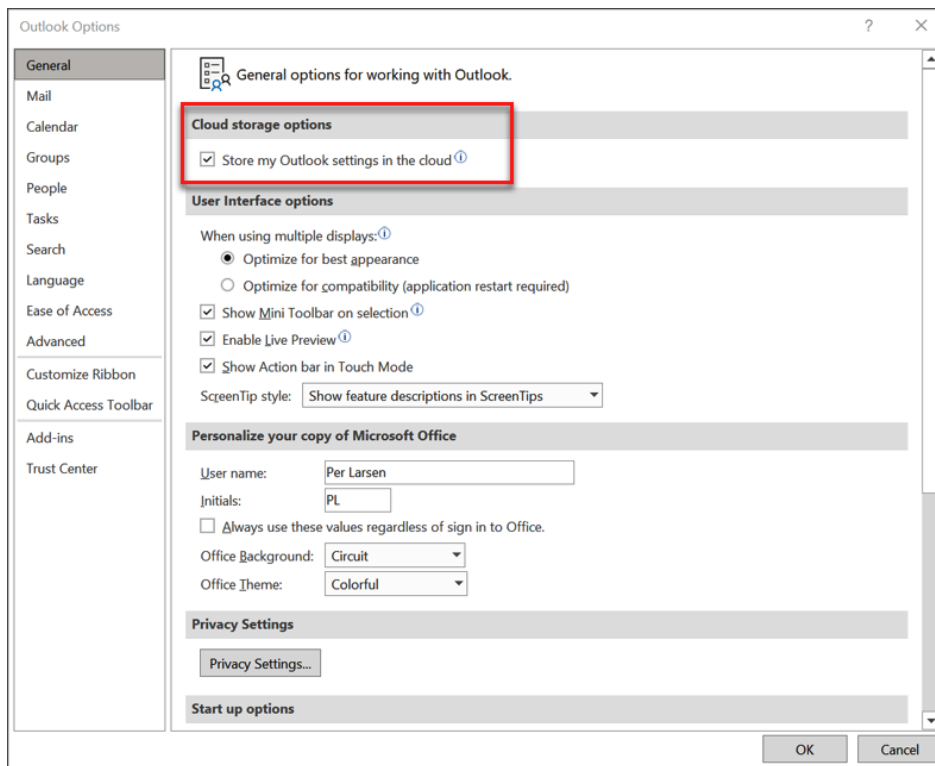 Outlook Options
General
Mail
Calendar
Groups
People
Tasks
Search
Language
Ease of Access
Advanced
Customize Ribbon
Quick Access Toolbar
Add-ins
Trust Center
General options for working with Outlook.
Cloud storage options
Store my Outlook settings in the cloud
User Interface options
When using multiple displays:
Optimize for best appearance
Optimize for compatibility (application restart required)
Show Mini Toolbar on selection
Enable Live Preview
Show Action bar in Touch Mode
ScreenTip style: Show feature descriptions in ScreenTips
Personalize your copy of Microsoft Office
User name: Per Larsen
Initials: PL
Always use these values regardless of sign in to Office.
Office Background: Circuit
Office Theme: Colorful
Privacy Settings
Privacy Settings...
Start up options
OK Cancel